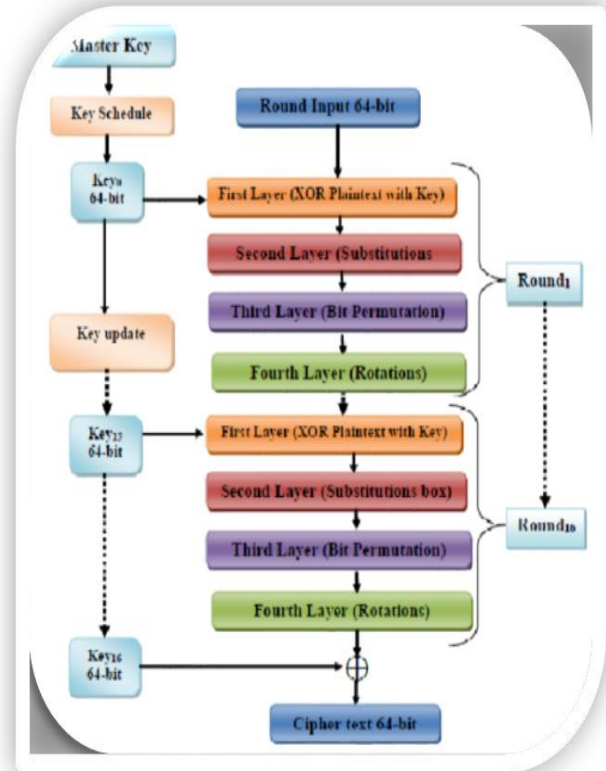 Master Key
Key Schedule
Round Input 64-bit
Key₀
64-bit
First Layer (XOR Plaintext with Key)
Second Layer (Substitutions
Third Layer (Bit Permutation)
Round₁
Key update
Fourth Layer (Rotations)
Key₁₅
64-bit
First Layer (XOR Plaintext with Key)
Second Layer (Substitutions box)
Third Layer (Bit Permutation)
Fourth Layer (Rotations)
Round₁₆
Key₁₆
64-bit
Cipher text 64-bit